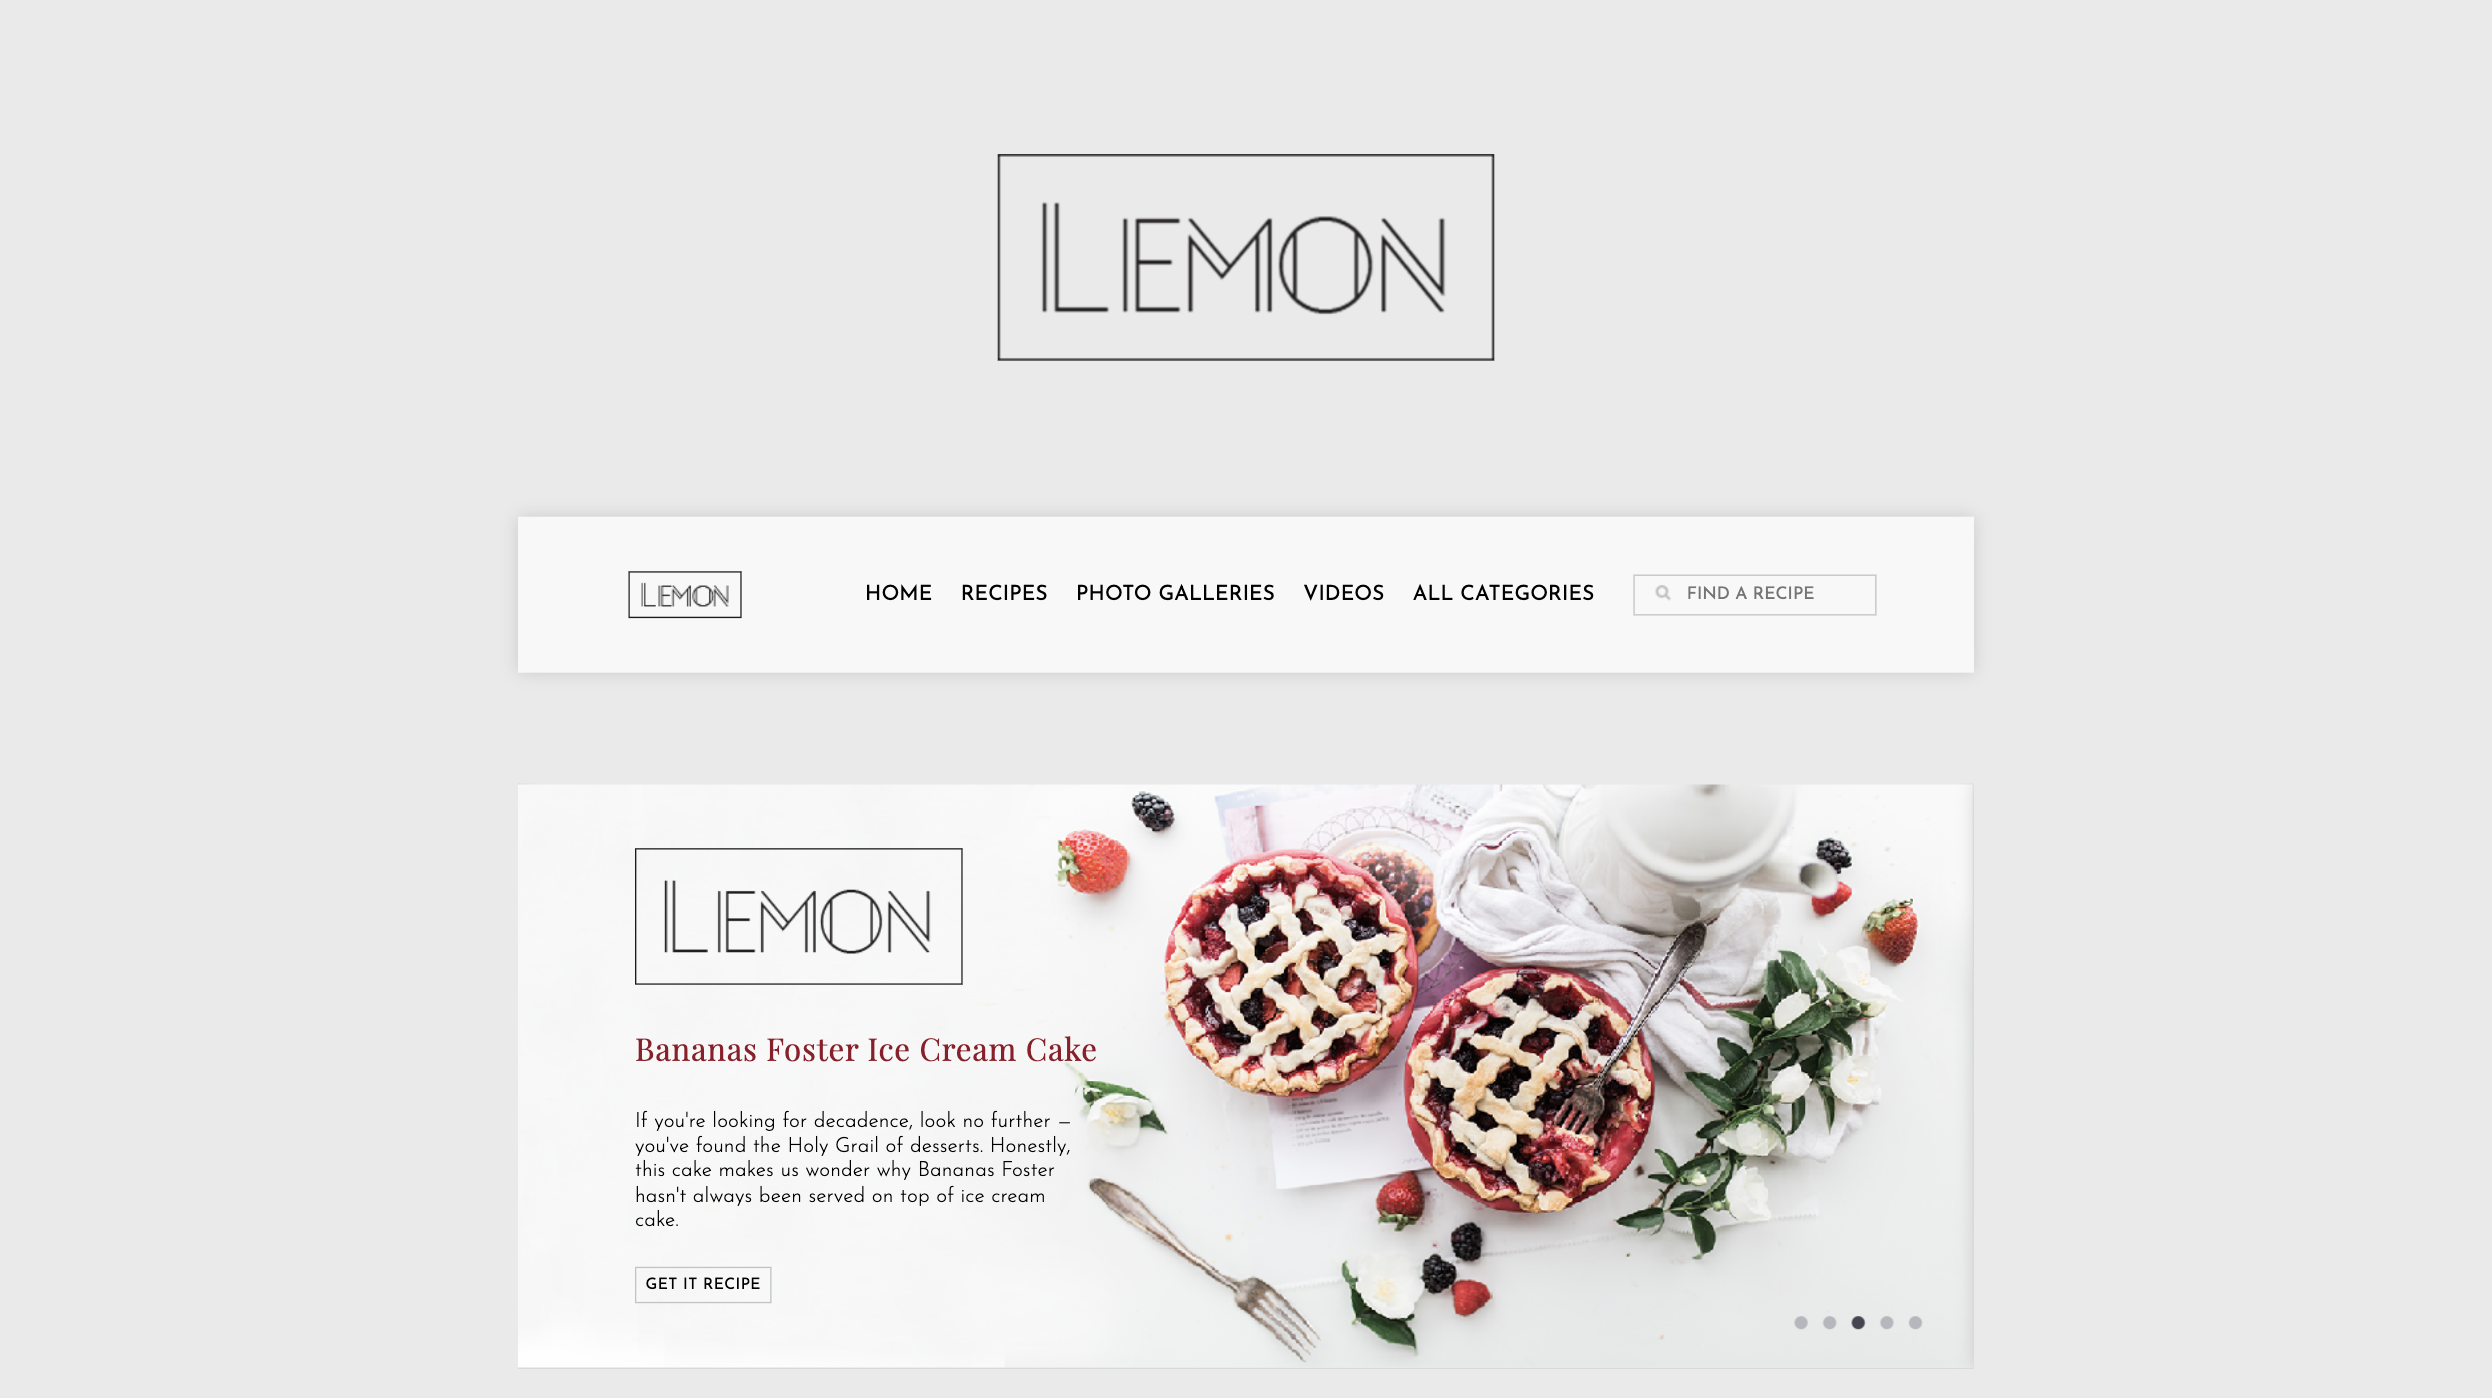 LEMON
LEMON
HOME RECIPES PHOTO GALLERIES VIDEOS ALL CATEGORIES FIND A RECIPE
LEMON
Bananas Foster Ice Cream Cake
If you're looking for decadence, look no further –
you've found the Holy Grail of desserts. Honestly,
this cake makes us wonder why Bananas Foster
hasn't always been served on top of ice cream
cake.
GET IT RECIPE